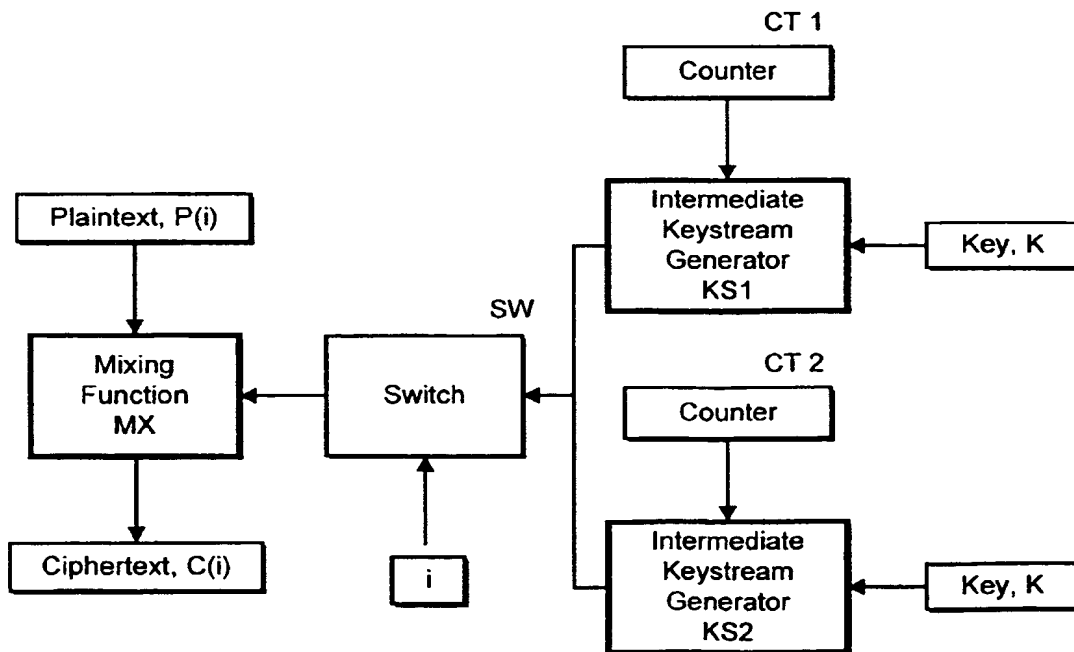 CT 1
Counter
Intermediate
Keystream
Generator
KS1
Key, K
Plaintext, P(i)
Mixing
Function
MX
SW
Switch
CT 2
Counter
Ciphertext, C(i)
i
Intermediate
Keystream
Generator
KS2
Key, K